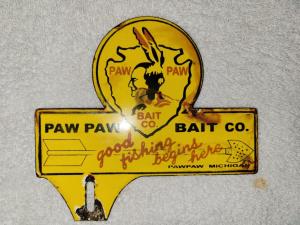 PAW PAW
BAIT
CO.
PAW PAW BAIT CO.
good
fishing
begins
here
PAWPAW MICHIGAN